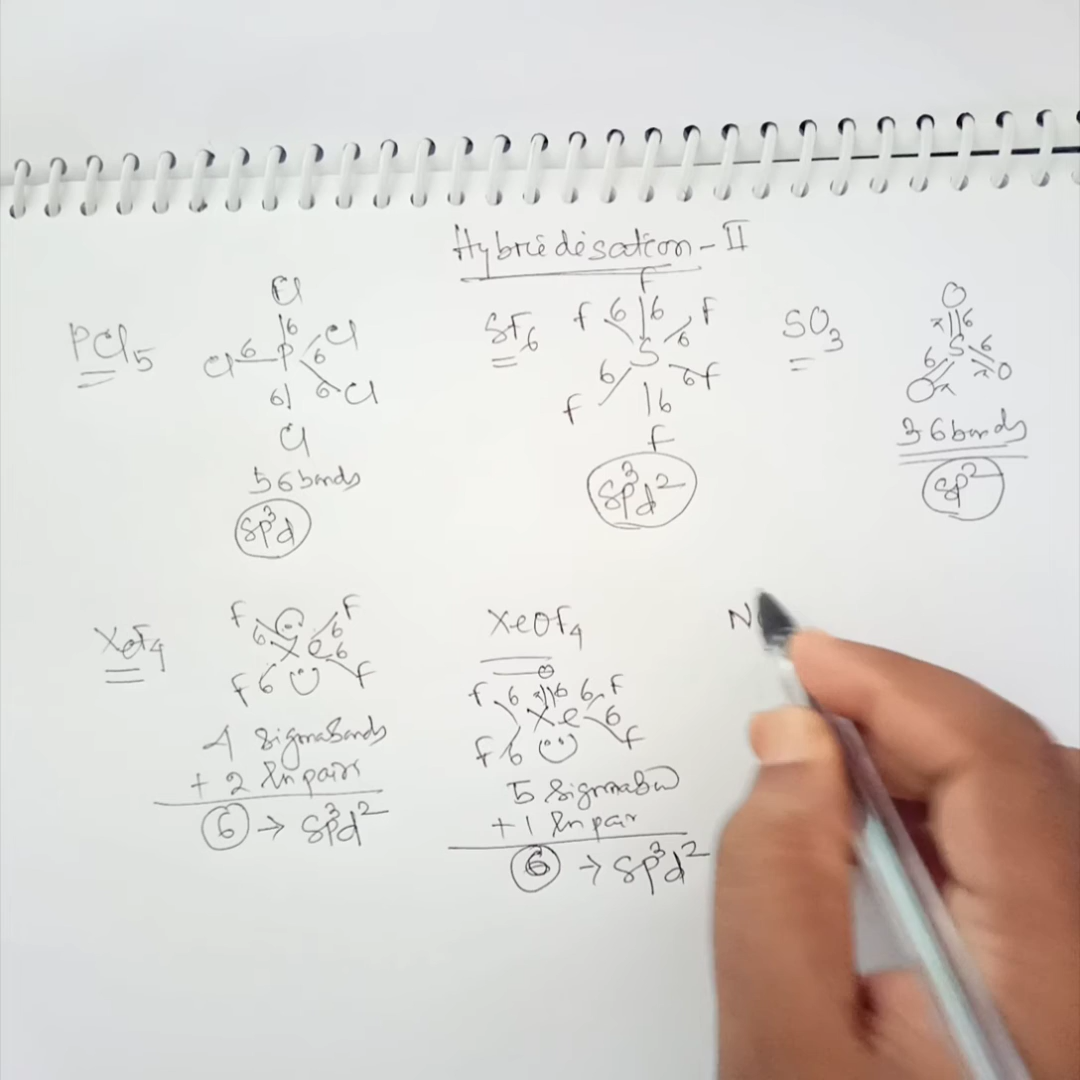 Hybridisation - II
PCl5
Cl
6
Cl 6 P 6 Cl
6 6 Cl
Cl
5 6 bonds
sp3d
SF6
F
F 6 6 F
S 6
6 6 F
F 6
F
sp3d2
SO3
O
π 6
S 6
6 π O
O π
3 6 bonds
sp2
XeF4
F F
6 6
Xe 6
F 6 F
4 sigma bonds
+ 2 ln pairs
6 → sp3d2
XeOF4
O
F 6 π 6 6 F
Xe 6
F 6 F
5 sigma
+ 1 ln pair
6 → sp3d2
N